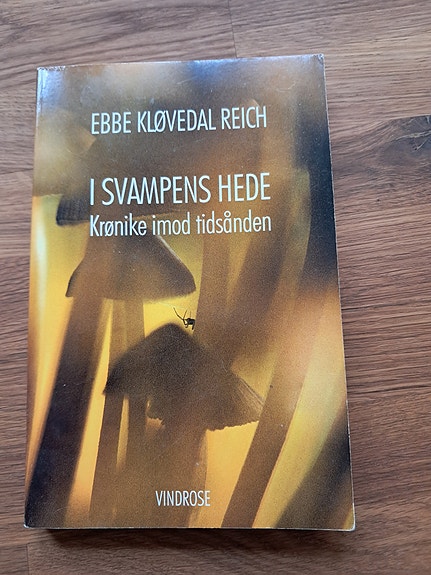 EBBE KLØVEDAL REICH
I SVAMPENS HEDE
Krønike imod tidsånden
VINDROSE